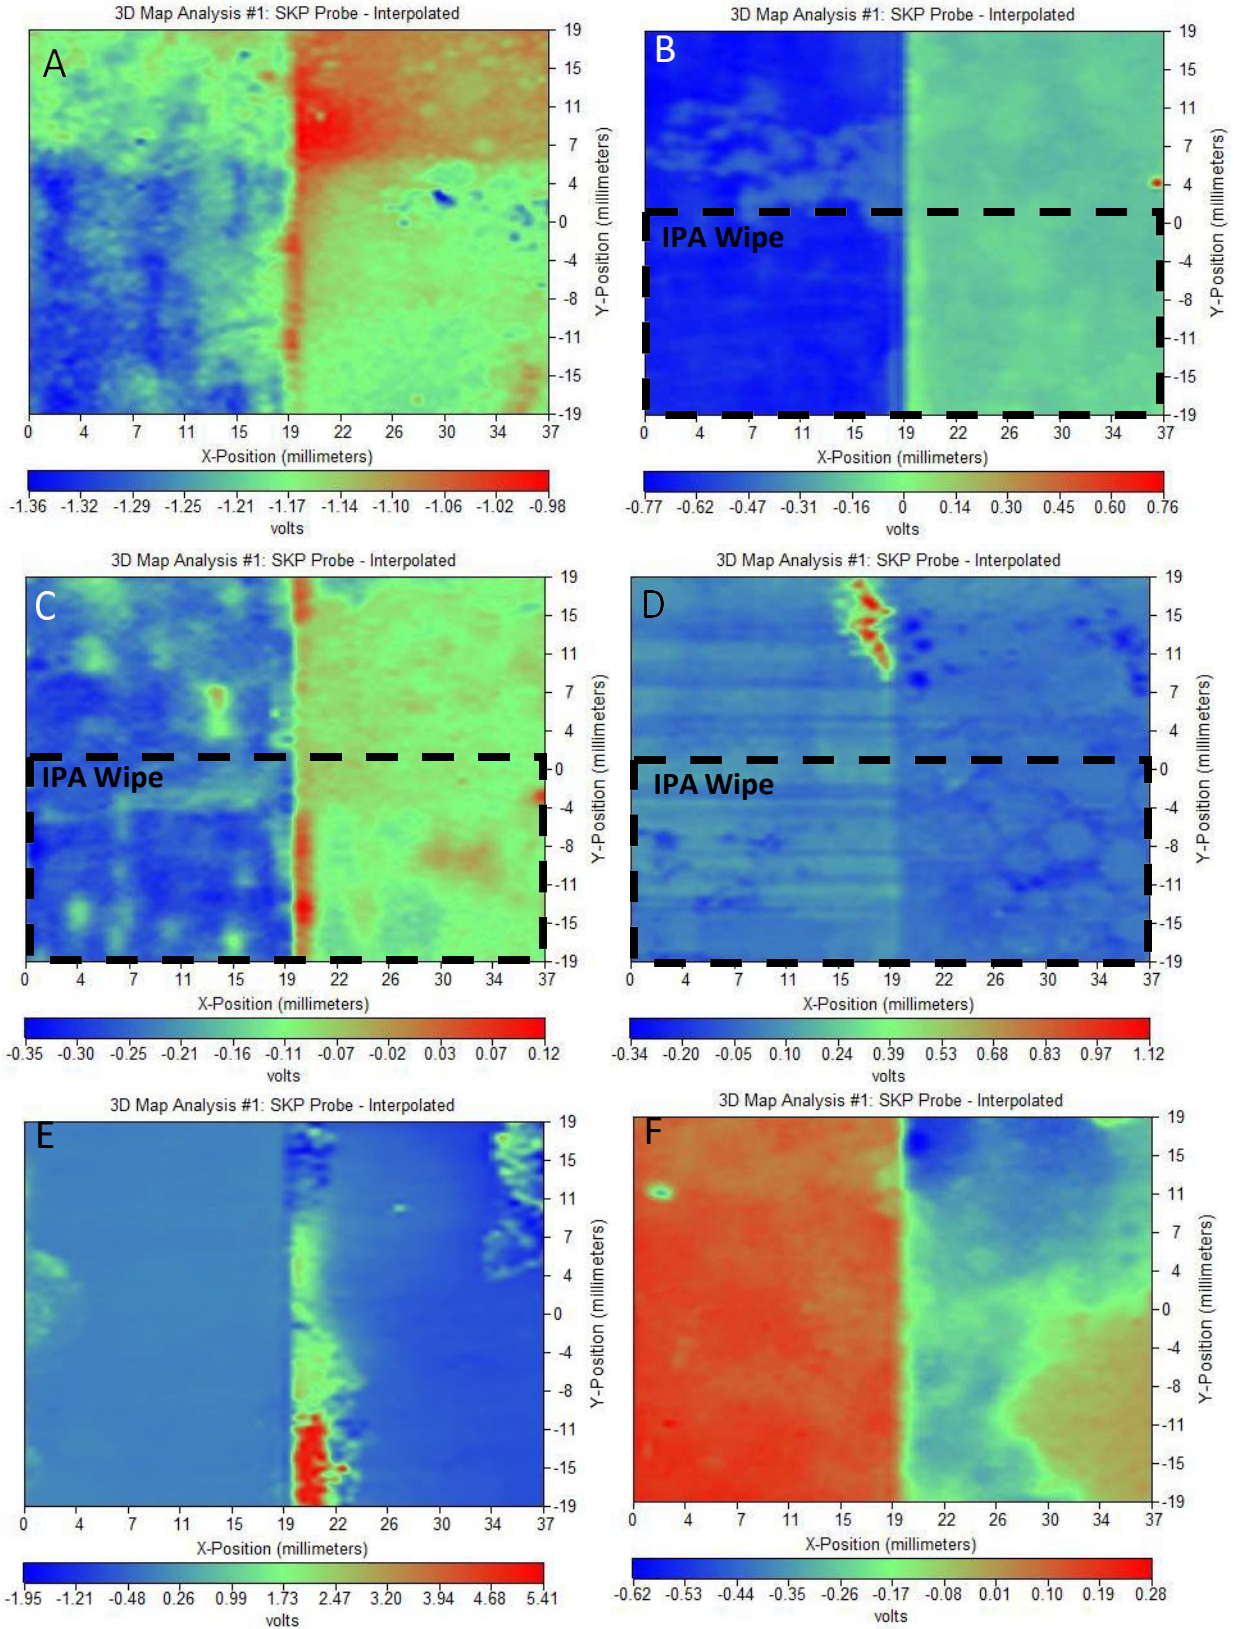 3D Map Analysis #1: SKP Probe - Interpolated
A
19
15
11
7
4
0
-4
-8
-11
-15
-19
Y-Position (millimeters)
0 4 7 11 15 19 22 26 30 34 37
X-Position (millimeters)
-1.36 -1.32 -1.29 -1.25 -1.21 -1.17 -1.14 -1.10 -1.06 -1.02 -0.98
volts
3D Map Analysis #1: SKP Probe - Interpolated
B
IPA Wipe
19
15
11
7
4
0
-4
-8
-11
-15
-19
Y-Position (millimeters)
0 4 7 11 15 19 22 26 30 34 37
X-Position (millimeters)
-0.77 -0.62 -0.47 -0.31 -0.16 0 0.14 0.30 0.45 0.60 0.76
volts
3D Map Analysis #1: SKP Probe - Interpolated
C
IPA Wipe
19
15
11
7
4
0
-4
-8
-11
-15
-19
Y-Position (millimeters)
0 4 7 11 15 19 22 26 30 34 37
X-Position (millimeters)
-0.35 -0.30 -0.25 -0.21 -0.16 -0.11 -0.07 -0.02 0.03 0.07 0.12
volts
3D Map Analysis #1: SKP Probe - Interpolated
D
IPA Wipe
19
15
11
7
4
0
-4
-8
-11
-15
-19
Y-Position (millimeters)
0 4 7 11 15 19 22 26 30 34 37
X-Position (millimeters)
-0.34 -0.20 -0.05 0.10 0.24 0.39 0.53 0.68 0.83 0.97 1.12
volts
3D Map Analysis #1: SKP Probe - Interpolated
E
19
15
11
7
4
0
-4
-8
-11
-15
-19
Y-Position (millimeters)
0 4 7 11 15 19 22 26 30 34 37
X-Position (millimeters)
-1.95 -1.21 -0.48 0.26 0.99 1.73 2.47 3.20 3.94 4.68 5.41
volts
3D Map Analysis #1: SKP Probe - Interpolated
F
19
15
11
7
4
0
-4
-8
-11
-15
-19
Y-Position (millimeters)
0 4 7 11 15 19 22 26 30 34 37
X-Position (millimeters)
-0.62 -0.53 -0.44 -0.35 -0.26 -0.17 -0.08 0.01 0.10 0.19 0.28
volts